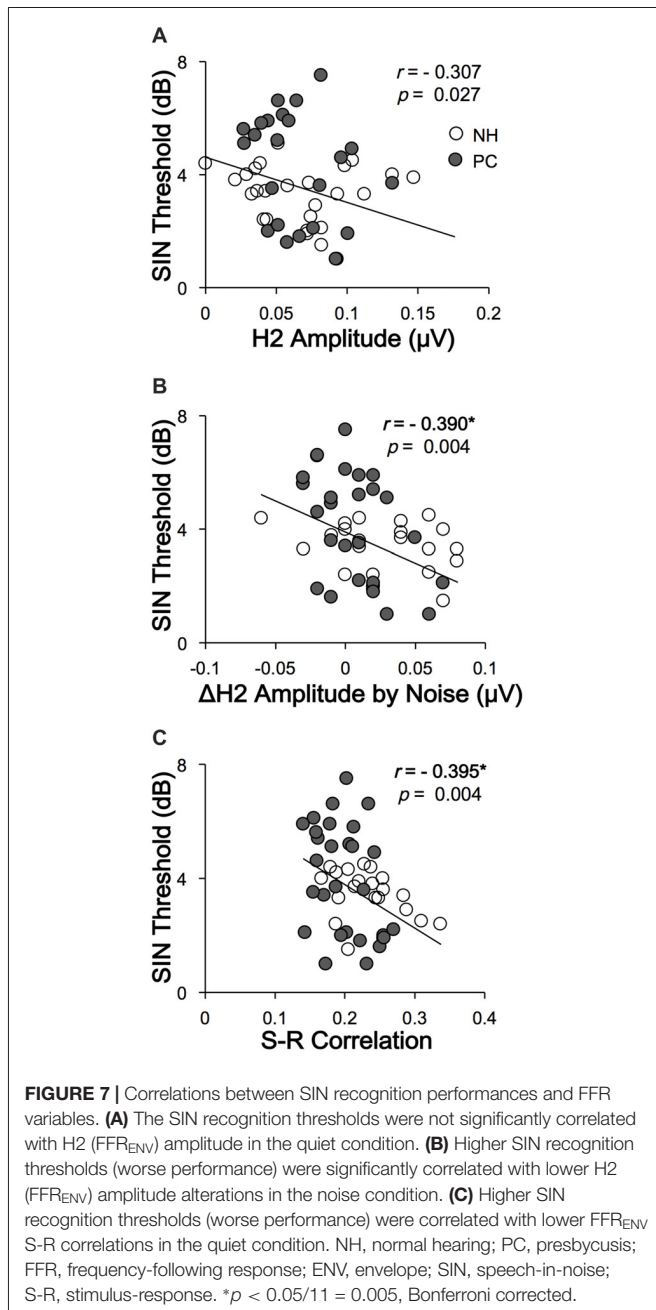 A
SIN Threshold (dB)
8
4
0
r = - 0.307
p = 0.027
NH
PC
0 0.05 0.1 0.15 0.2
H2 Amplitude (µV)
B
SIN Threshold (dB)
8
4
0
r = - 0.390*
p = 0.004
-0.1 -0.05 0 0.05 0.1
ΔH2 Amplitude by Noise (µV)
C
SIN Threshold (dB)
8
4
0
r = - 0.395*
p = 0.004
0 0.1 0.2 0.3 0.4
S-R Correlation
FIGURE 7 | Correlations between SIN recognition performances and FFR
variables. (A) The SIN recognition thresholds were not significantly correlated
with H2 (FFRENV) amplitude in the quiet condition. (B) Higher SIN recognition
thresholds (worse performance) were significantly correlated with lower H2
(FFRENV) amplitude alterations in the noise condition. (C) Higher SIN
recognition thresholds (worse performance) were correlated with lower FFRENV
S-R correlations in the quiet condition. NH, normal hearing; PC, presbycusis;
FFR, frequency-following response; ENV, envelope; SIN, speech-in-noise;
S-R, stimulus-response. *p < 0.05/11 = 0.005, Bonferroni corrected.